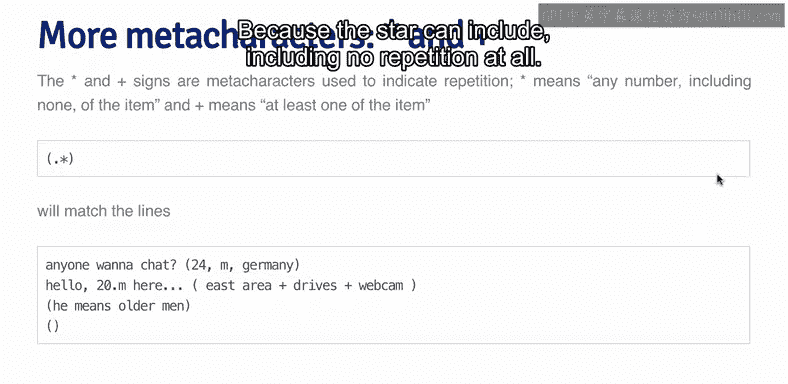 More metacharacters: * and +
Because the star can include,
including no repetition at all.
The * and + signs are metacharacters used to indicate repetition; * means “any number, including
none, of the item” and + means “at least one of the item”
(.*)
will match the lines
anyone wanna chat? (24, m, germany)
hello, 20.m here... ( east area + drives + webcam )
(he means older men)
()